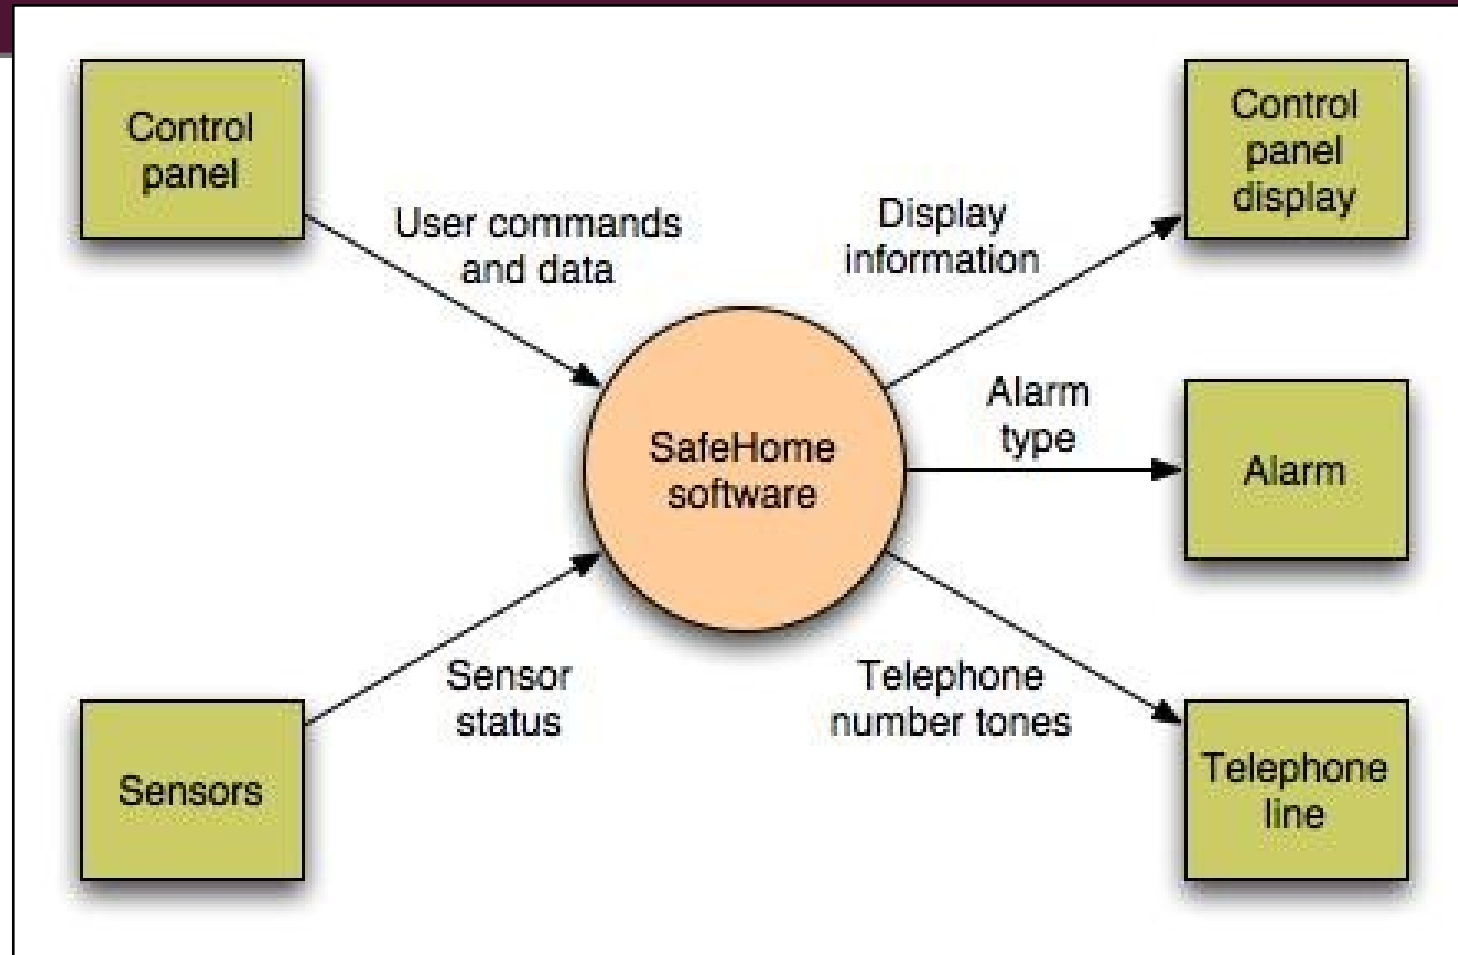 Control
panel
User commands
and data
Display
information
Control
panel
display
SafeHome
software
Alarm
type
Alarm
Sensor
status
Sensors
Telephone
number tones
Telephone
line